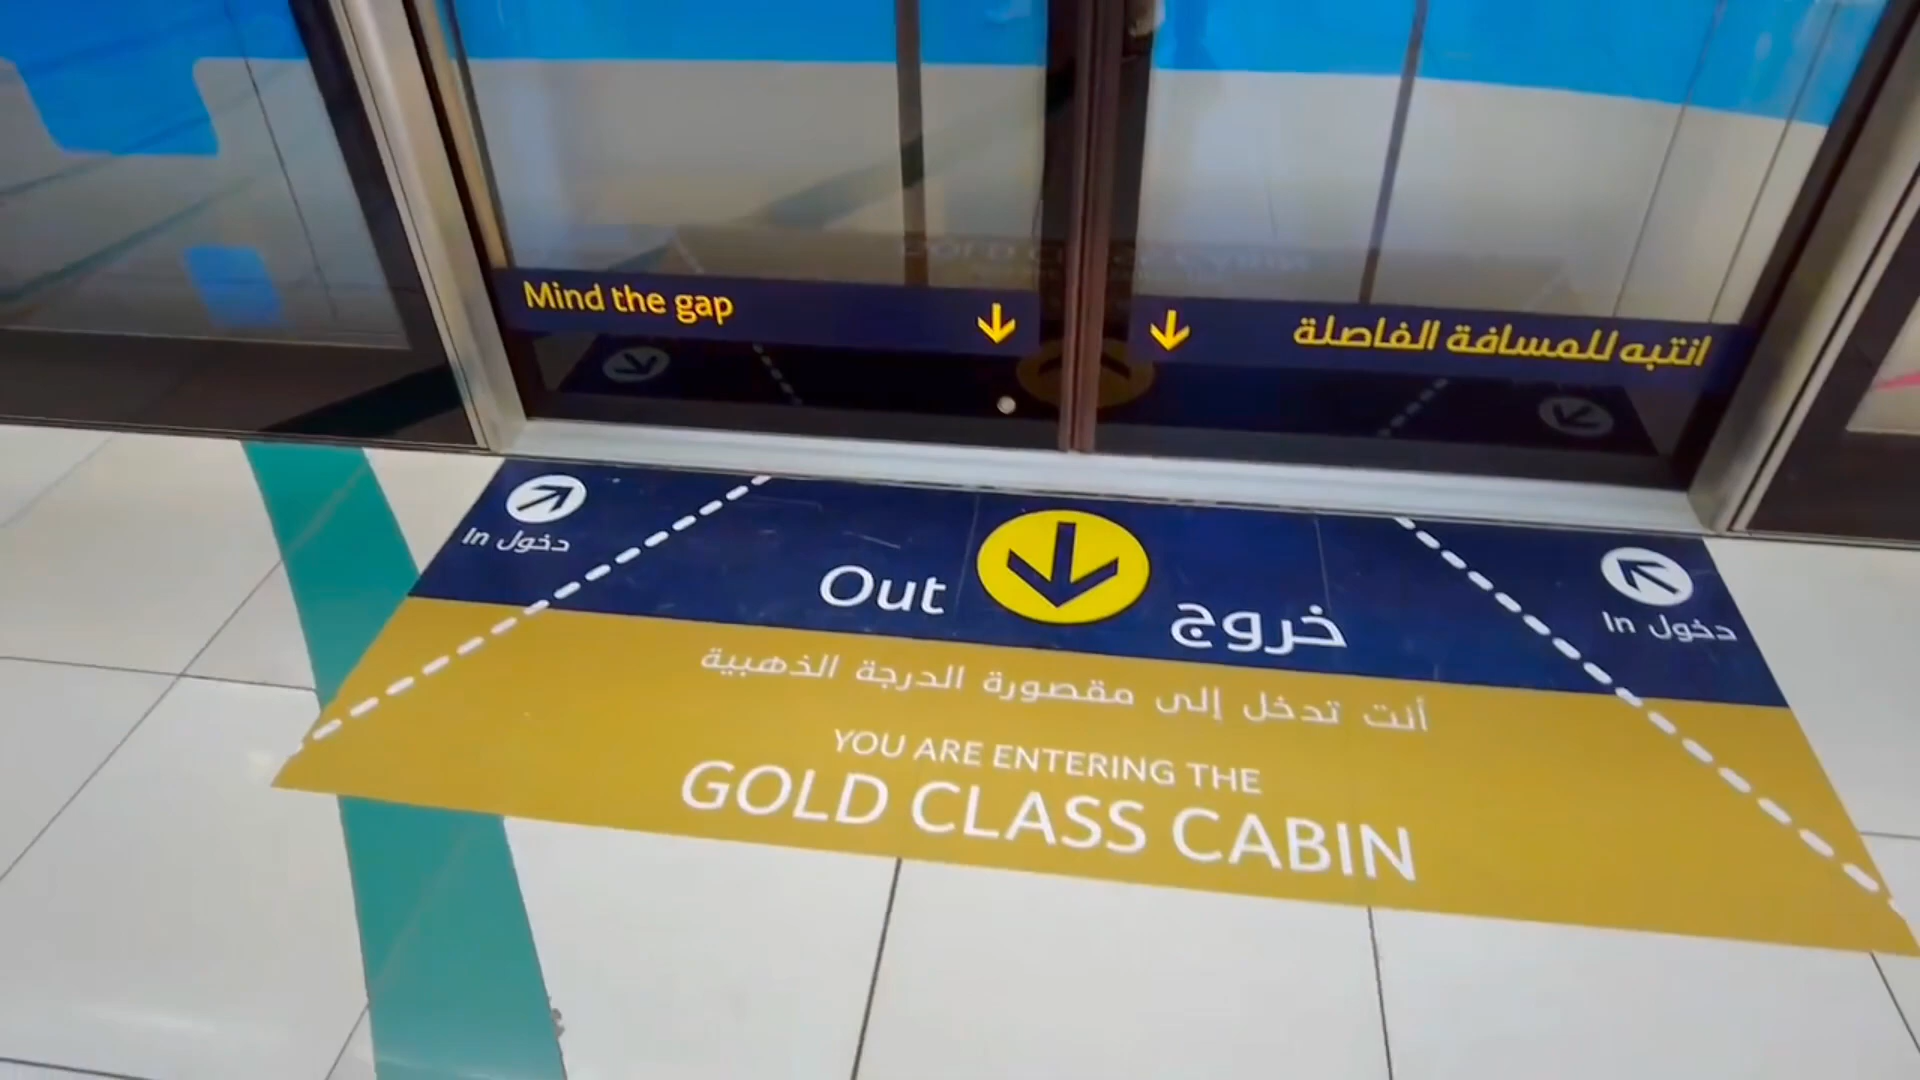 Mind the gap
انتبه للمسافة الفاصلة
In دخول
Out
خروج
In دخول
أنت تدخل إلى مقصورة الدرجة الذهبية
YOU ARE ENTERING THE
GOLD CLASS CABIN